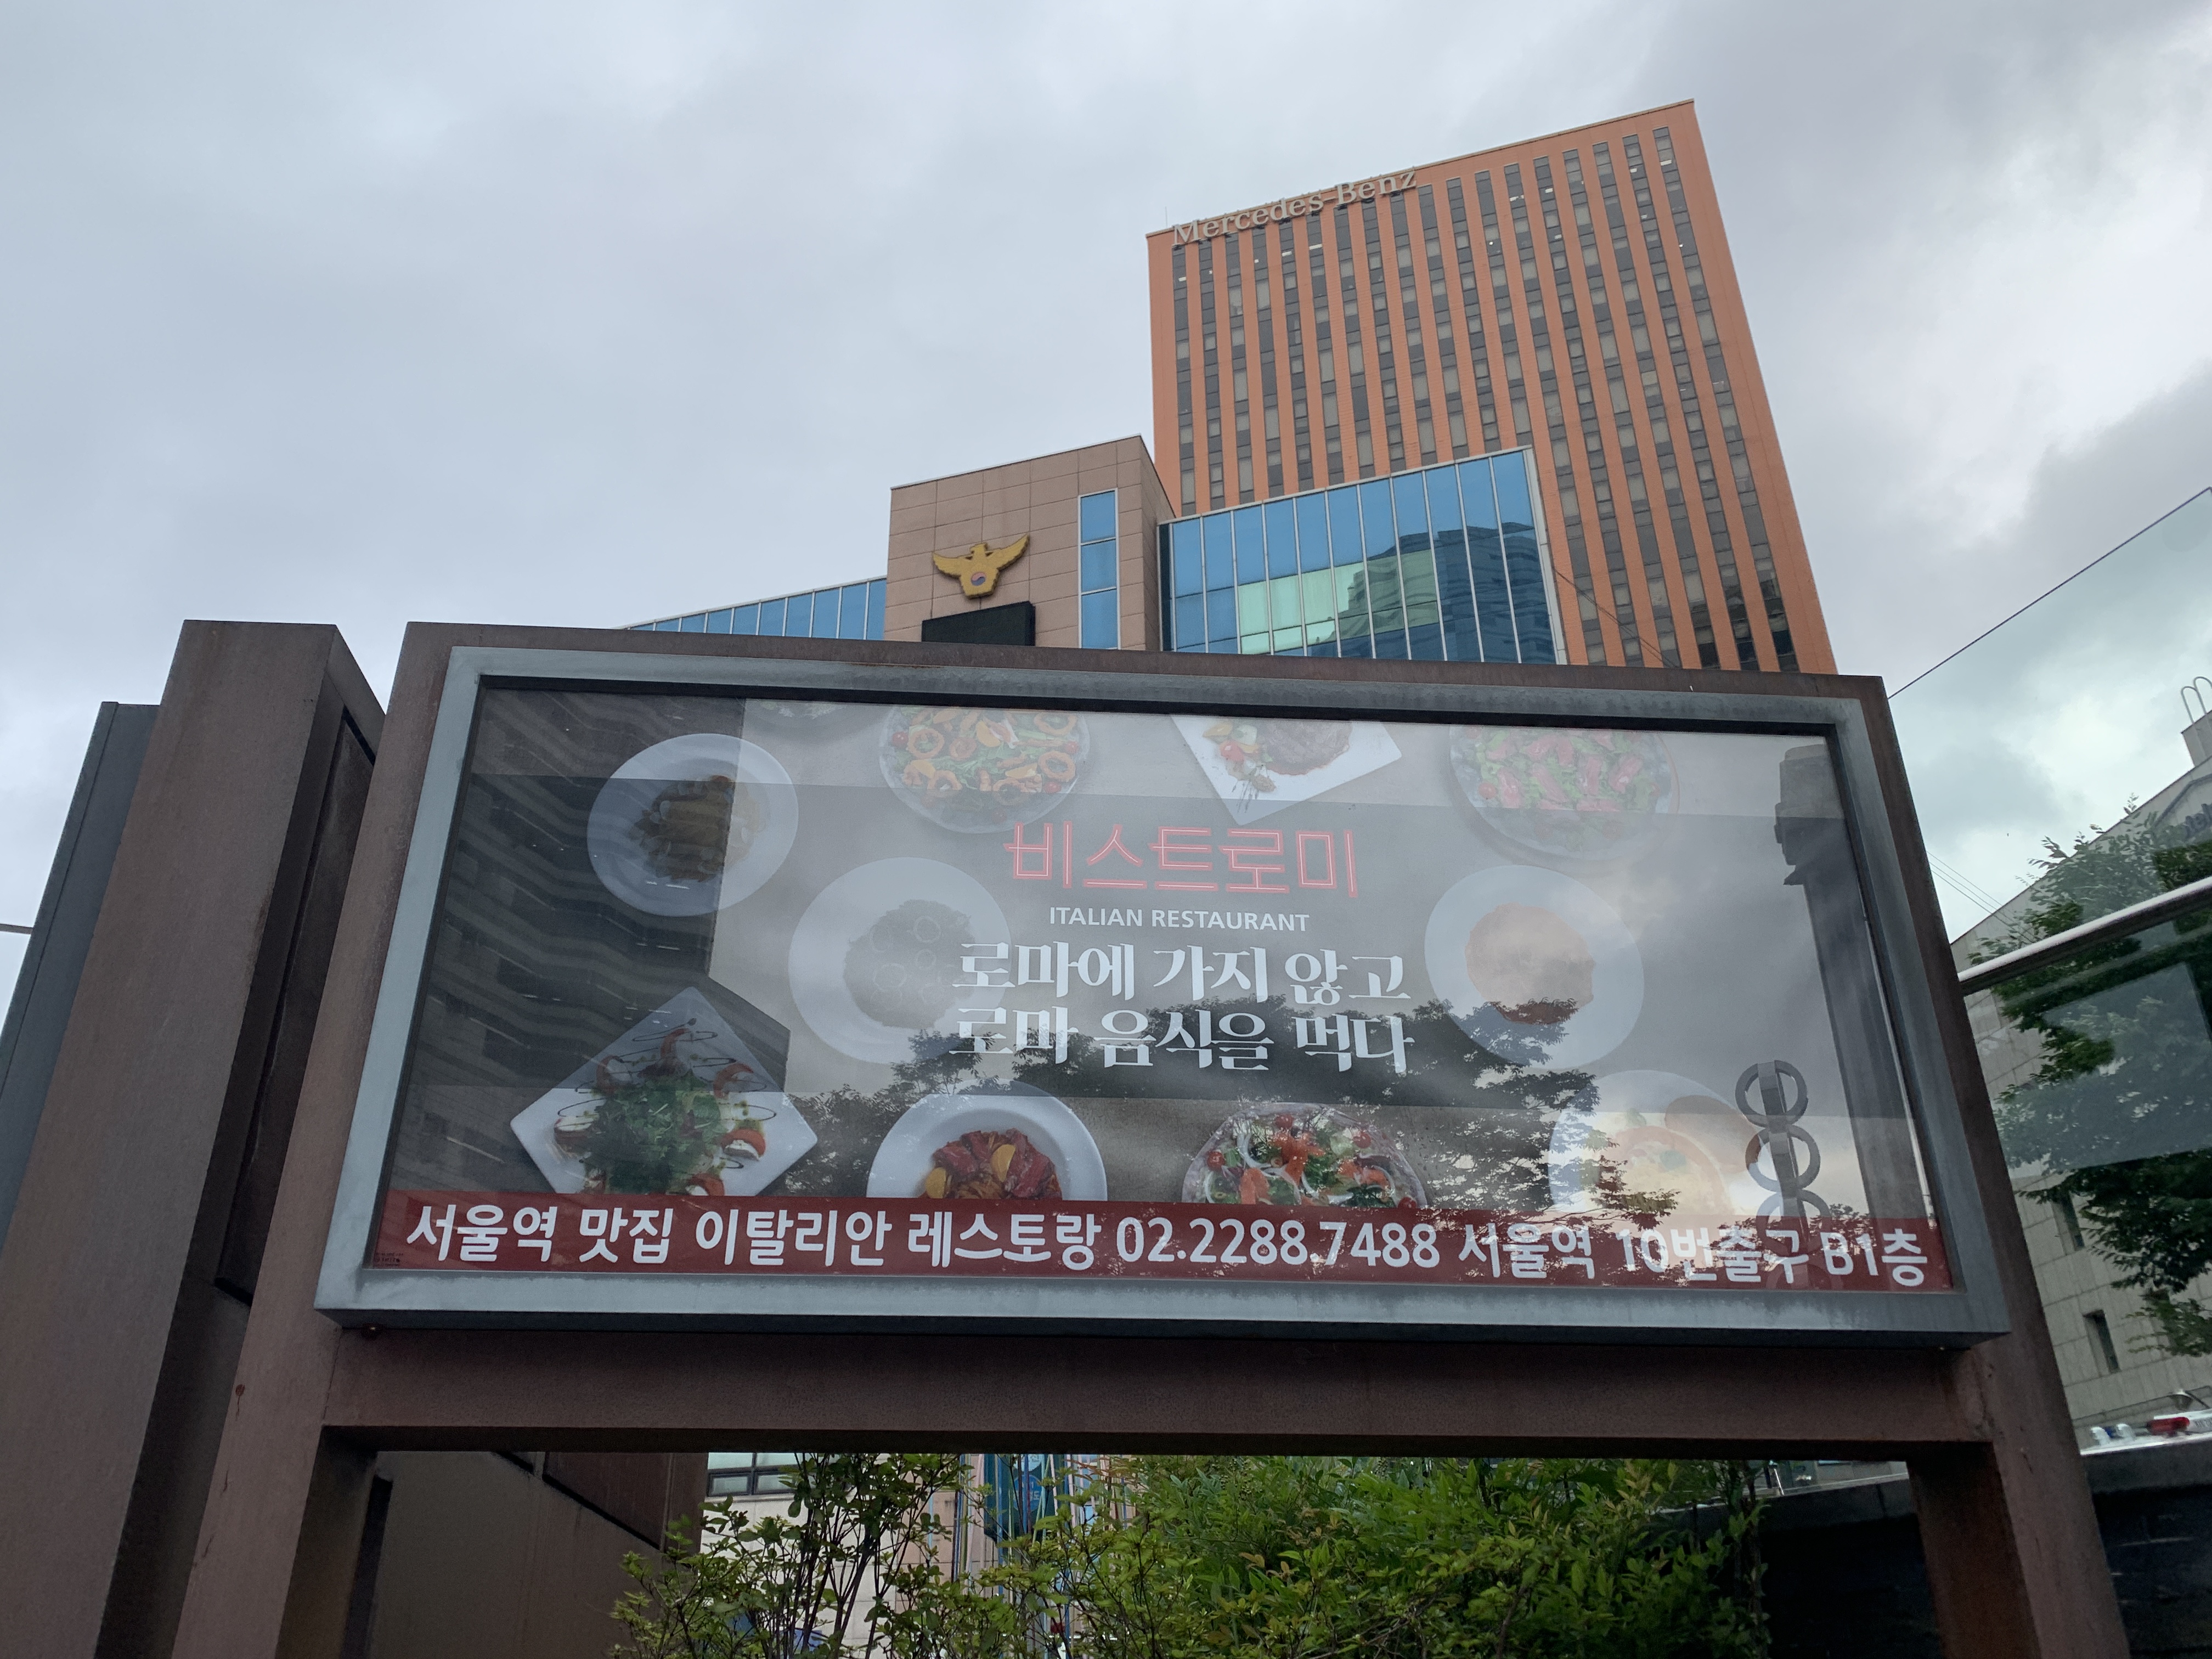 Mercedes-Benz
비스트로미
ITALIAN RESTAURANT
로마에 가지 않고
로마 음식을 먹다
서울역 맛집 이탈리안 레스토랑 02.2288.7488 서울역 10번출구 B1층